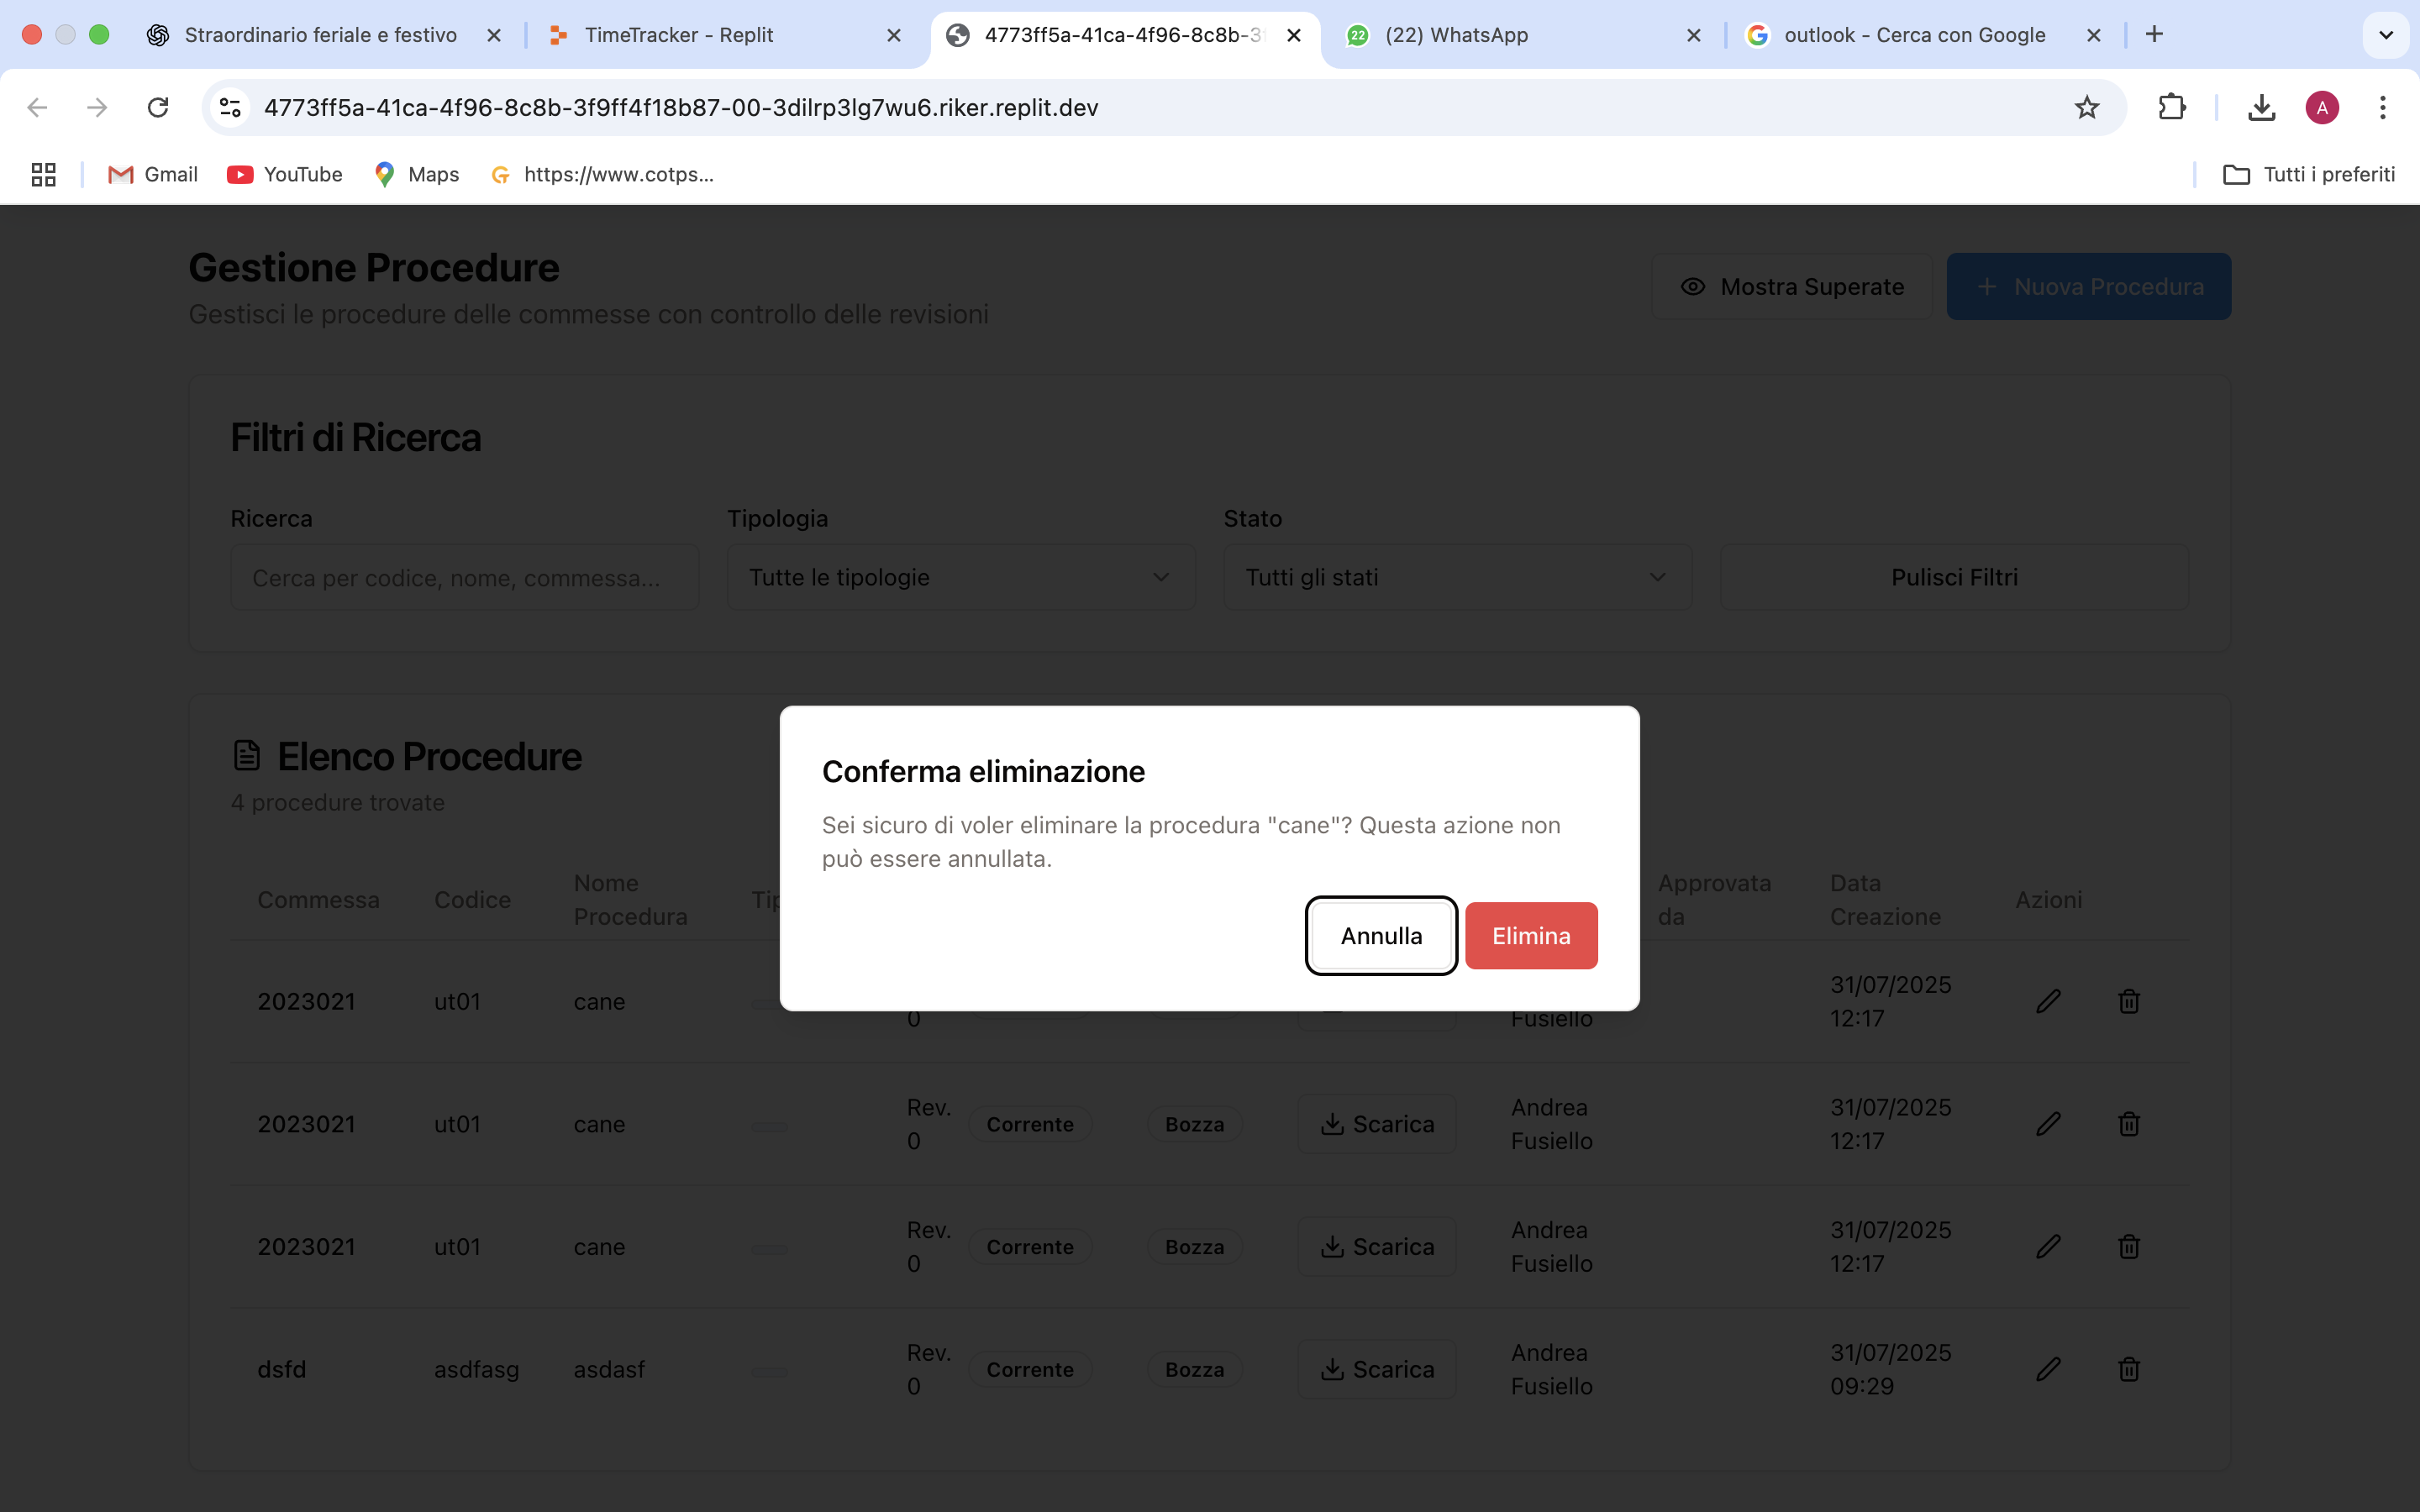 Straordinario feriale e festivo
TimeTracker - Replit
4773ff5a-41ca-4f96-8c8b-3
22
(22) WhatsApp
outlook - Cerca con Google
4773ff5a-41ca-4f96-8c8b-3f9ff4f18b87-00-3dilrp3lg7wu6.riker.replit.dev
A
Gmail
YouTube
Maps
https://www.cotps...
Tutti i preferiti
Gestione Procedure
Gestisci le procedure delle commesse con controllo delle revisioni
Mostra Superate
Nuova Procedura
Filtri di Ricerca
Ricerca
Tipologia
Stato
Cerca per codice, nome, commessa...
Tutte le tipologie
Tutti gli stati
Pulisci Filtri
Elenco Procedure
4 procedure trovate
Conferma eliminazione
Sei sicuro di voler eliminare la procedura "cane"? Questa azione non
può essere annullata.
Annulla
Elimina
Commessa
Codice
Nome
Procedura
Approvata
da
Data
Creazione
Azioni
2023021
ut01
cane
0
Fusiello
31/07/2025
12:17
2023021
ut01
cane
Rev.
0
Corrente
Bozza
Scarica
Andrea
Fusiello
31/07/2025
12:17
2023021
ut01
cane
Rev.
0
Corrente
Bozza
Scarica
Andrea
Fusiello
31/07/2025
12:17
dsfd
asdfasg
asdasf
Rev.
0
Corrente
Bozza
Scarica
Andrea
Fusiello
31/07/2025
09:29